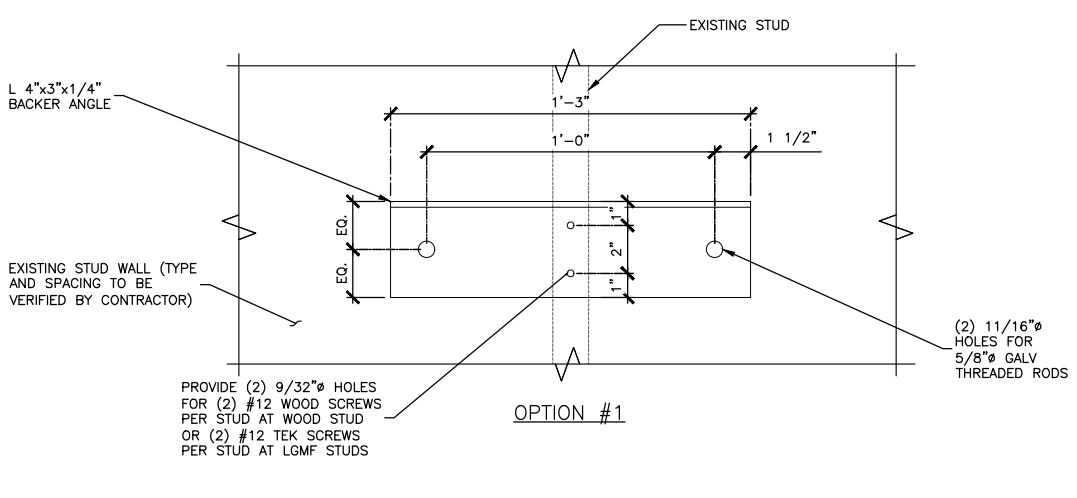 EXISTING STUD
L 4"x3"x1/4"
BACKER ANGLE
1'-3"
1'-0"
1 1/2"
EQ.
EQ.
1"
2"
1"
EXISTING STUD WALL (TYPE
AND SPACING TO BE
VERIFIED BY CONTRACTOR)
(2) 11/16"ø
HOLES FOR
5/8"ø GALV
THREADED RODS
PROVIDE (2) 9/32"ø HOLES
FOR (2) #12 WOOD SCREWS
PER STUD AT WOOD STUD
OR (2) #12 TEK SCREWS
PER STUD AT LGMF STUDS
OPTION #1